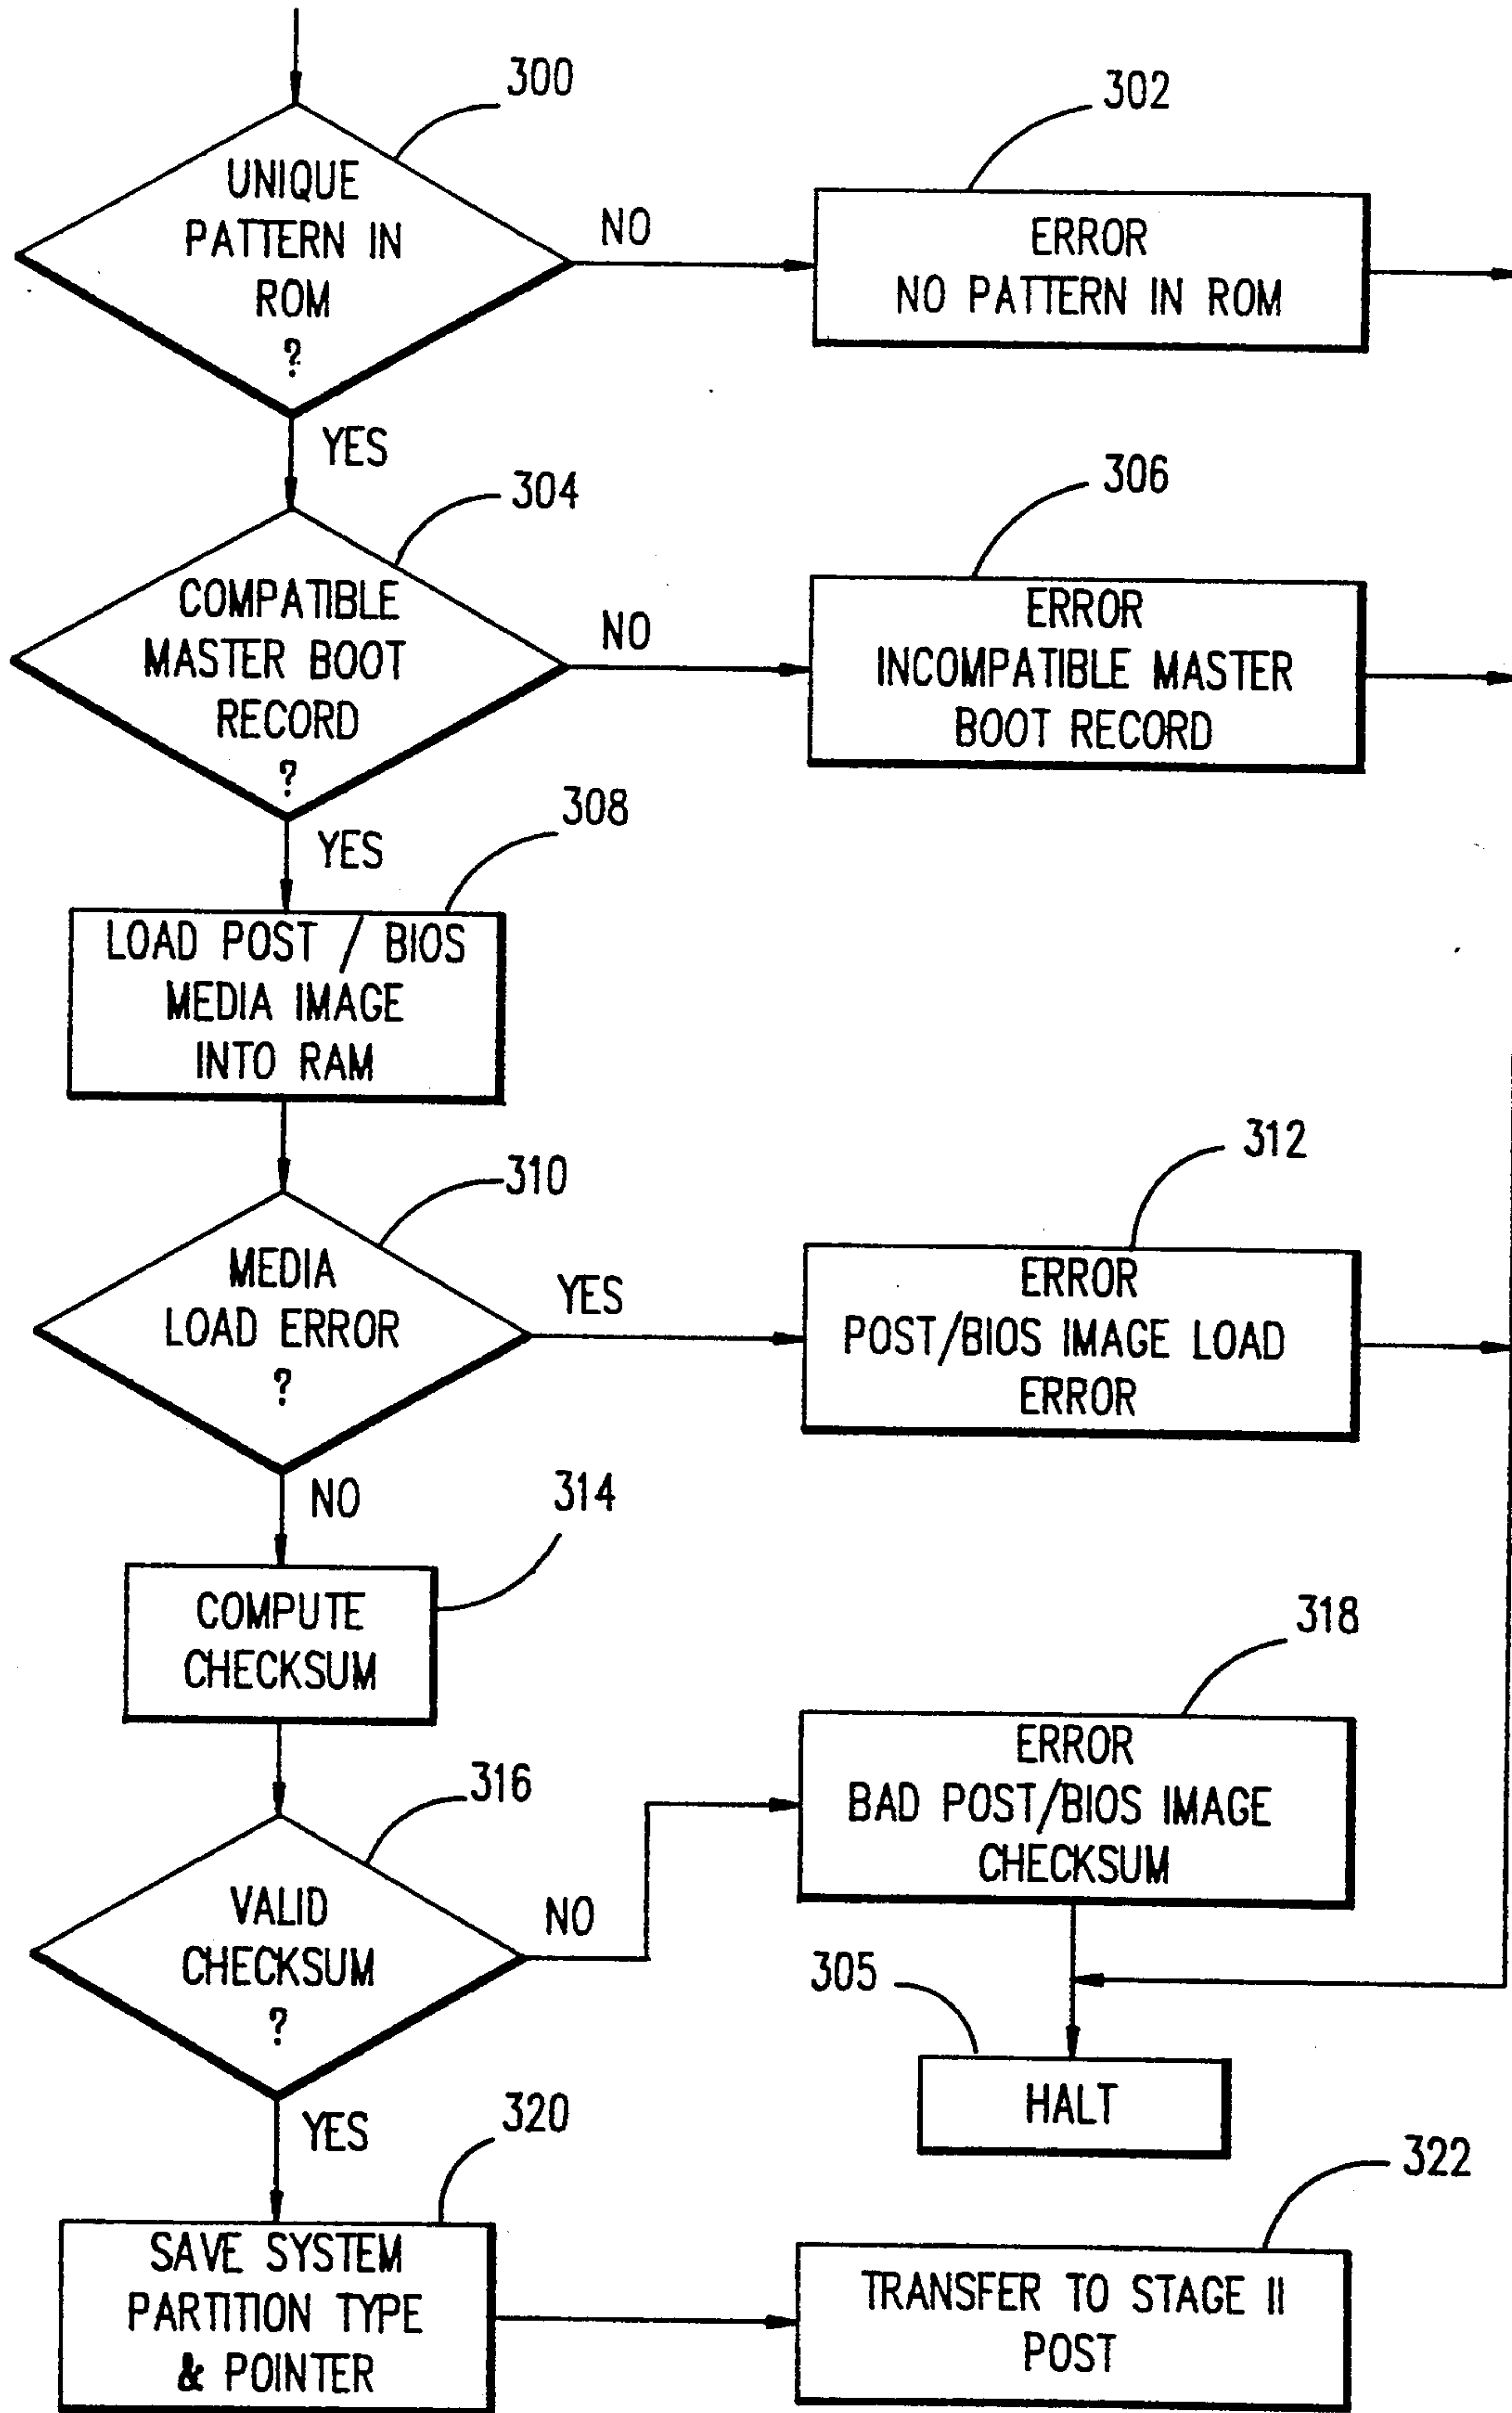 300
302
UNIQUE
PATTERN IN
ROM
?
NO
ERROR
NO PATTERN IN ROM
YES
304
306
COMPATIBLE
MASTER BOOT
RECORD
?
NO
ERROR
INCOMPATIBLE MASTER
BOOT RECORD
YES
308
LOAD POST / BIOS
MEDIA IMAGE
INTO RAM
310
312
MEDIA
LOAD ERROR
?
YES
ERROR
POST/BIOS IMAGE LOAD
ERROR
NO
314
COMPUTE
CHECKSUM
316
318
VALID
CHECKSUM
?
NO
ERROR
BAD POST/BIOS IMAGE
CHECKSUM
305
HALT
YES
320
322
SAVE SYSTEM
PARTITION TYPE
& POINTER
TRANSFER TO STAGE II
POST